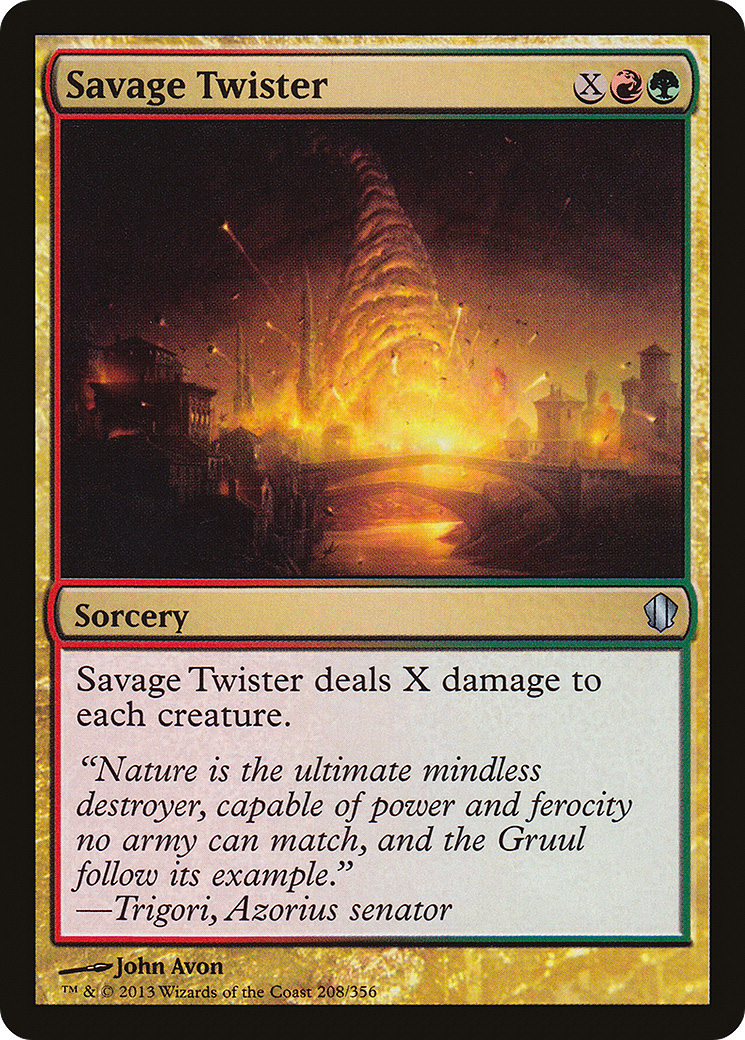 Savage Twister X
Sorcery
Savage Twister deals X damage to
each creature.
“Nature is the ultimate mindless
destroyer, capable of power and ferocity
no army can match, and the Gruul
follow its example.”
—Trigori, Azorius senator
John Avon
™ & © 2013 Wizards of the Coast 208/356